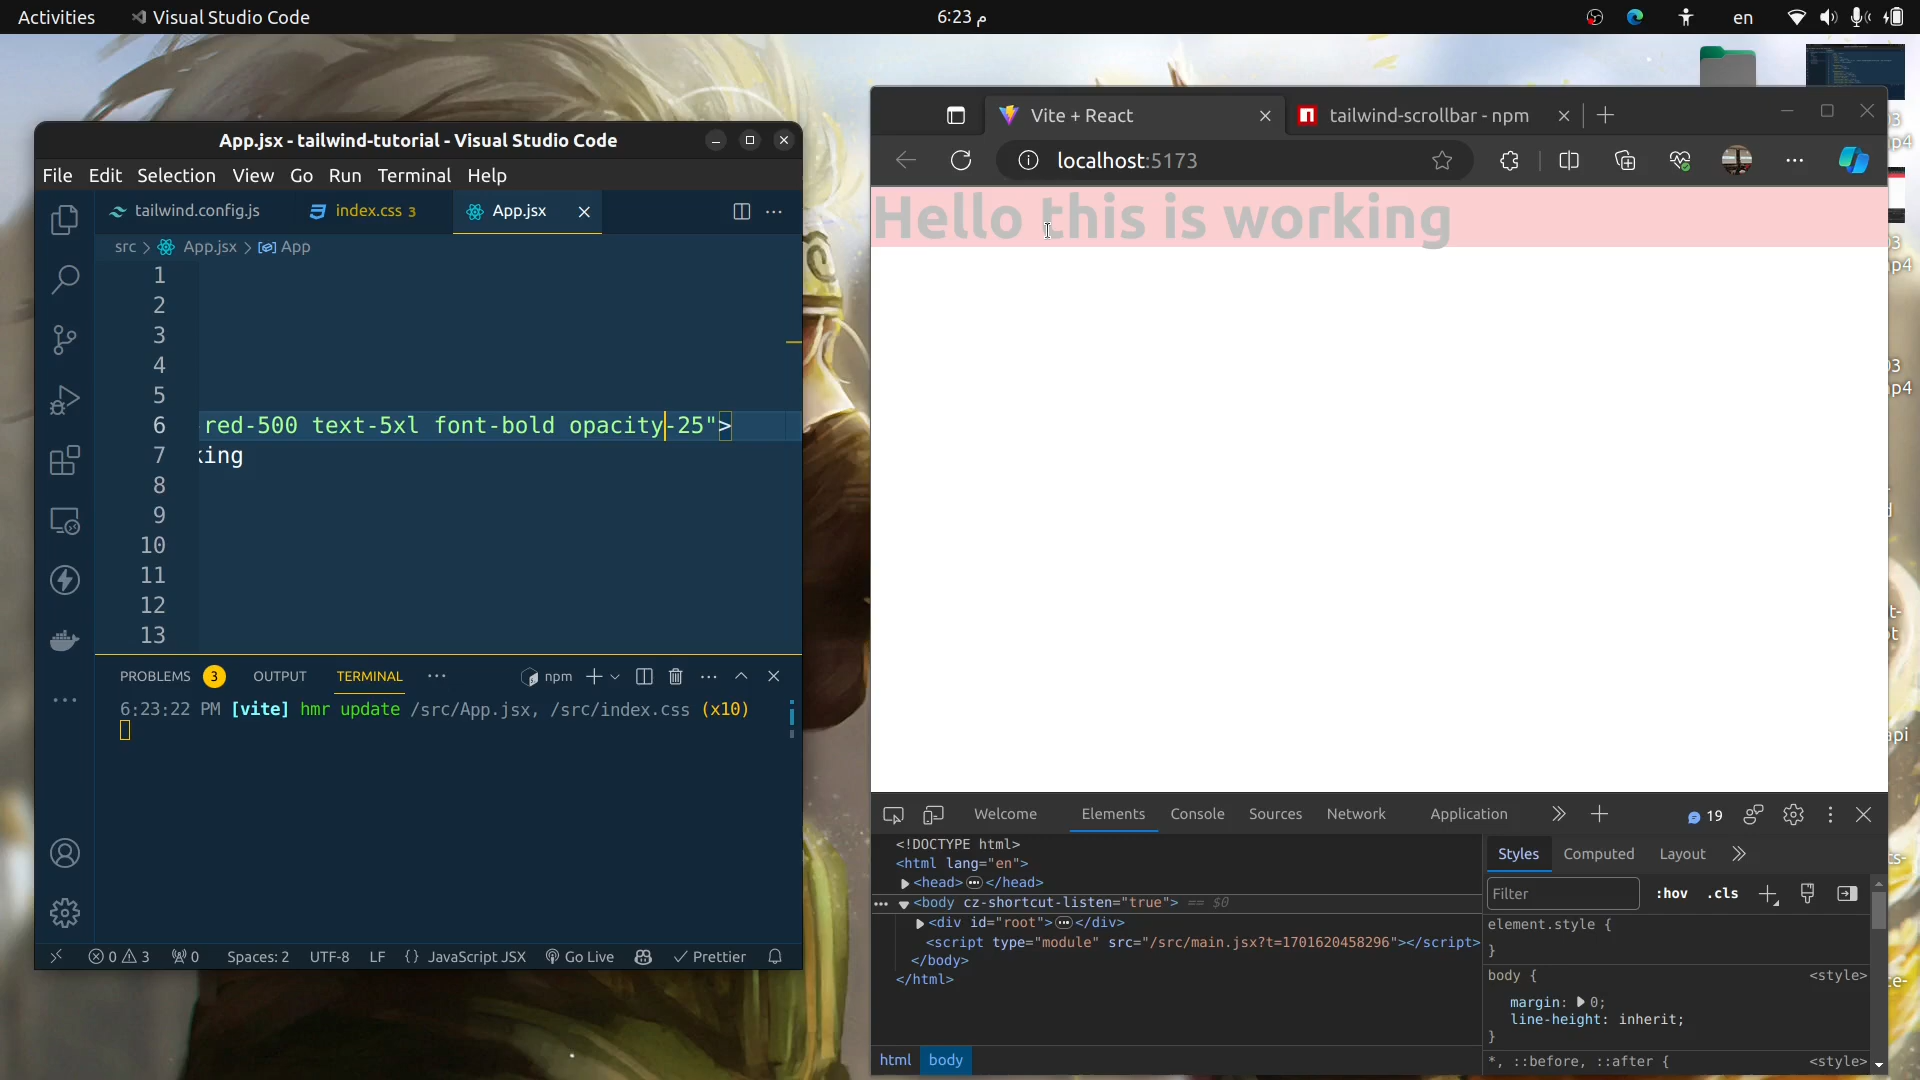 Activities
Visual Studio Code
6:23 م
en
App.jsx - tailwind-tutorial - Visual Studio Code
File Edit Selection View Go Run Terminal Help
tailwind.config.js
index.css 3
App.jsx
src > App.jsx > App
1
2
3
4
5
6 red-500 text-5xl font-bold opacity-25">
7 king
8
9
10
11
12
13
PROBLEMS 3 OUTPUT TERMINAL ··· npm
6:23:22 PM [vite] hmr update /src/App.jsx, /src/index.css (x10)
0 3 0 Spaces: 2 UTF-8 LF {} JavaScript JSX Go Live Prettier
Vite + React
tailwind-scrollbar - npm
localhost:5173
Hello this is working
Welcome Elements Console Sources Network Application 19
<!DOCTYPE html>
<html lang="en">
<head> ··· </head>
··· <body cz-shortcut-listen="true"> == $0
<div id="root"> ··· </div>
<script type="module" src="/src/main.jsx?t=1701620458296"></script>
</body>
</html>
html body
Styles Computed Layout
Filter :hov .cls
element.style {
}
body { <style>
margin: 0;
line-height: inherit;
}
*, ::before, ::after { <style>